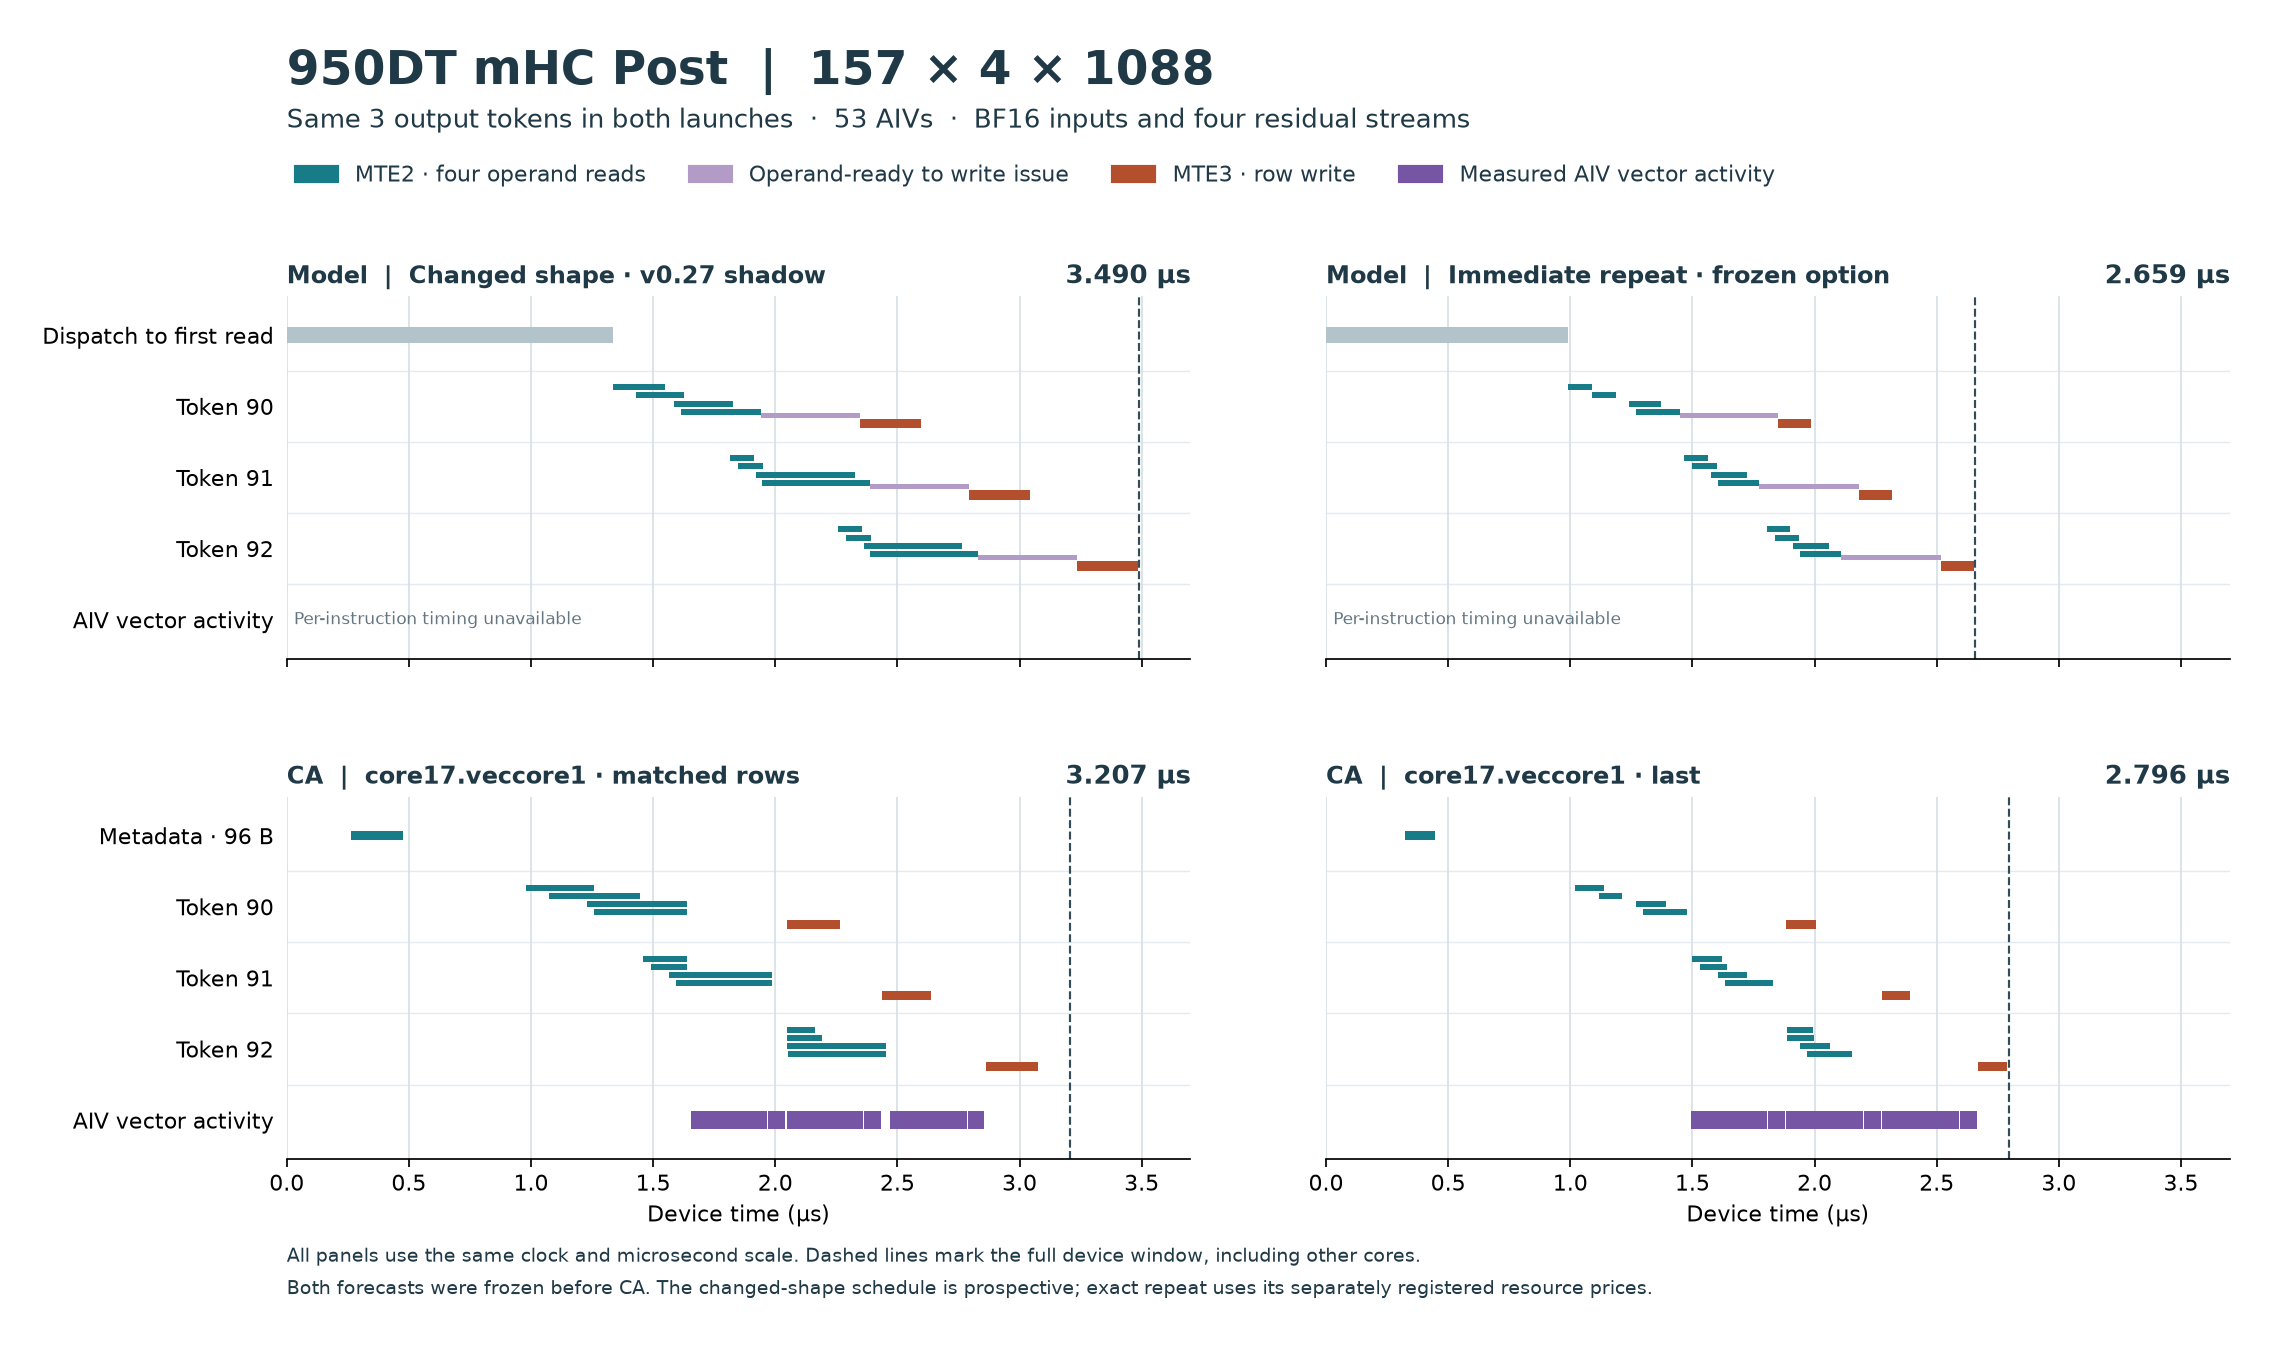 950DT mHC Post | 157 × 4 × 1088
Same 3 output tokens in both launches · 53 AIVs · BF16 inputs and four residual streams
MTE2 · four operand reads
Operand-ready to write issue
MTE3 · row write
Measured AIV vector activity
Model | Changed shape · v0.27 shadow
3.490 µs
Dispatch to first read
Token 90
Token 91
Token 92
AIV vector activity
Per-instruction timing unavailable
Model | Immediate repeat · frozen option
2.659 µs
Per-instruction timing unavailable
CA | core17.veccore1 · matched rows
3.207 µs
Metadata · 96 B
Token 90
Token 91
Token 92
AIV vector activity
0.0 0.5 1.0 1.5 2.0 2.5 3.0 3.5
Device time (µs)
CA | core17.veccore1 · last
2.796 µs
0.0 0.5 1.0 1.5 2.0 2.5 3.0 3.5
Device time (µs)
All panels use the same clock and microsecond scale. Dashed lines mark the full device window, including other cores.
Both forecasts were frozen before CA. The changed-shape schedule is prospective; exact repeat uses its separately registered resource prices.